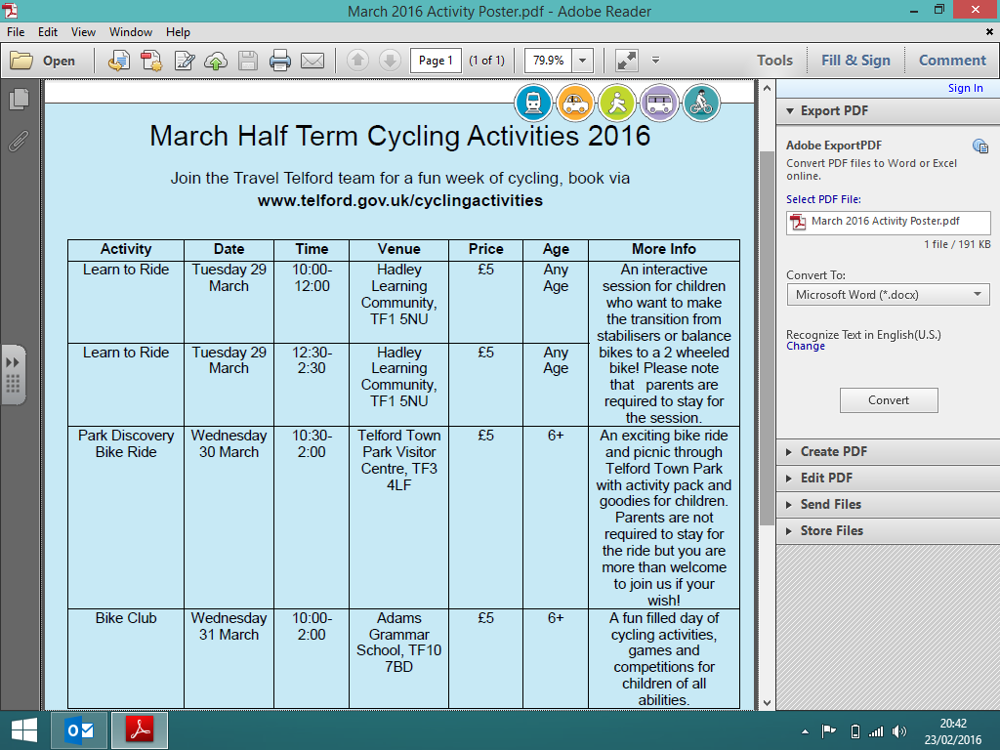 March 2016 Activity Poster.pdf - Adobe Reader
File Edit View Window Help
Open
Page 1 (1 of 1) 79.9%
Tools Fill & Sign Comment
March Half Term Cycling Activities 2016
Join the Travel Telford team for a fun week of cycling, book via
www.telford.gov.uk/cyclingactivities
Activity Date Time Venue Price Age More Info
Learn to Ride
Tuesday 29
March
10:00-
12:00
Hadley
Learning
Community,
TF1 5NU
£5
Any
Age
An interactive
session for children
who want to make
the transition from
stabilisers or balance
bikes to a 2 wheeled
bike! Please note
that parents are
required to stay for
the session.
Learn to Ride
Tuesday 29
March
12:30-
2:30
Hadley
Learning
Community,
TF1 5NU
£5
Any
Age
Park Discovery
Bike Ride
Wednesday
30 March
10:30-
2:00
Telford Town
Park Visitor
Centre, TF3
4LF
£5
6+
An exciting bike ride
and picnic through
Telford Town Park
with activity pack and
goodies for children.
Parents are not
required to stay for
the ride but you are
more than welcome
to join us if your
wish!
Bike Club
Wednesday
31 March
10:00-
2:00
Adams
Grammar
School, TF10
7BD
£5
6+
A fun filled day of
cycling activities,
games and
competitions for
children of all
abilities.
Sign In
Export PDF
Adobe ExportPDF
Convert PDF files to Word or Excel
online.
Select PDF File:
March 2016 Activity Poster.pdf
1 file / 191 KB
Convert To:
Microsoft Word (*.docx)
Recognize Text in English(U.S.)
Change
Convert
Create PDF
Edit PDF
Send Files
Store Files
20:42
23/02/2016